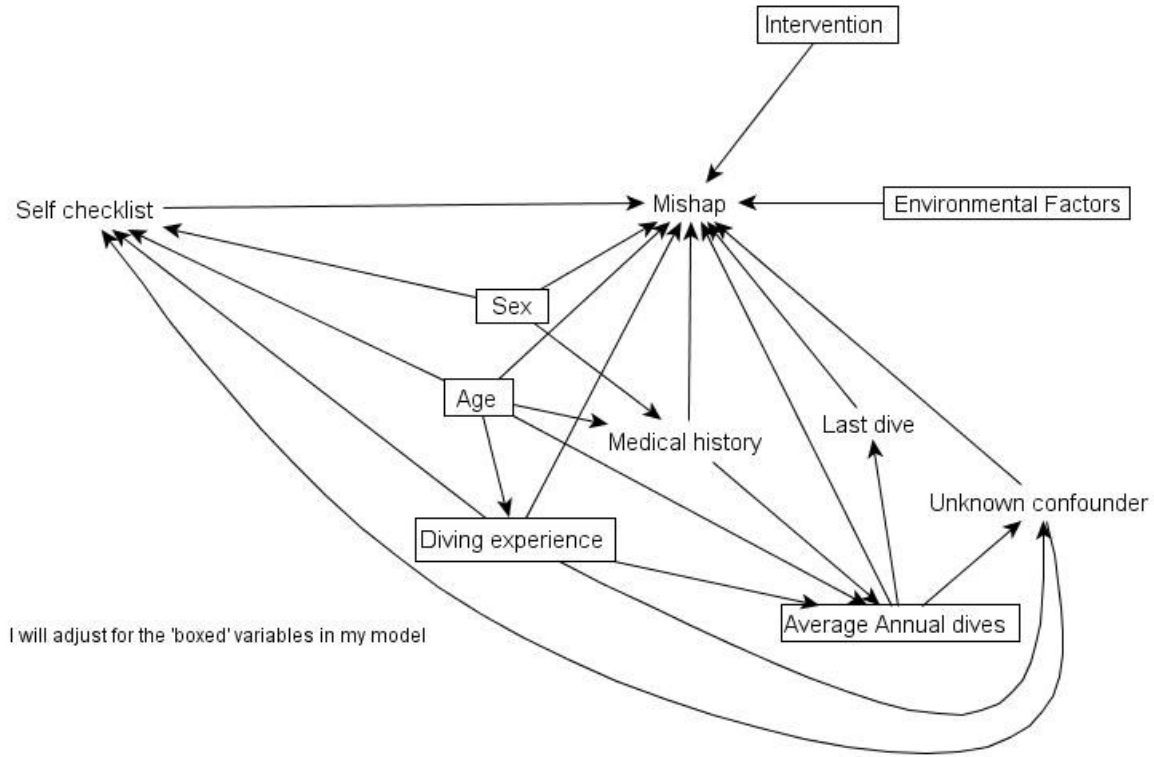 Intervention
Self checklist
Mishap
Environmental Factors
Sex
Age
Medical history
Last dive
Unknown confounder
Diving experience
Average Annual dives
I will adjust for the 'boxed' variables in my model